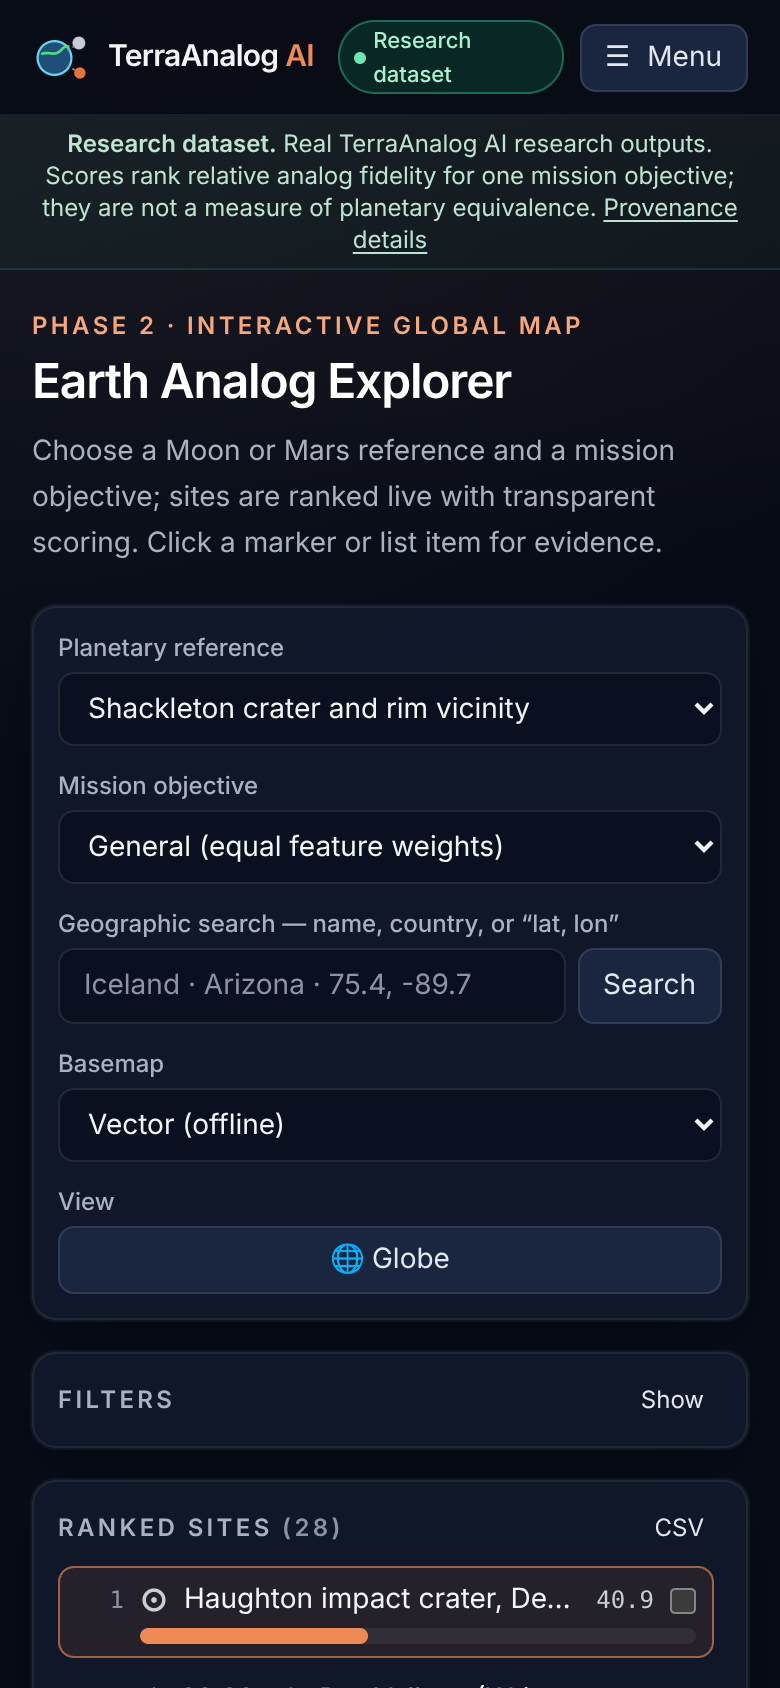 TerraAnalog AI
Research
dataset
☰ Menu
Research dataset. Real TerraAnalog AI research outputs.
Scores rank relative analog fidelity for one mission objective;
they are not a measure of planetary equivalence. Provenance
details
PHASE 2 · INTERACTIVE GLOBAL MAP
Earth Analog Explorer
Choose a Moon or Mars reference and a mission
objective; sites are ranked live with transparent
scoring. Click a marker or list item for evidence.
Planetary reference
Shackleton crater and rim vicinity
Mission objective
General (equal feature weights)
Geographic search — name, country, or “lat, lon”
Iceland · Arizona · 75.4, -89.7
Search
Basemap
Vector (offline)
View
🌐 Globe
FILTERS
Show
RANKED SITES (28)
CSV
1 Haughton impact crater, De... 40.9